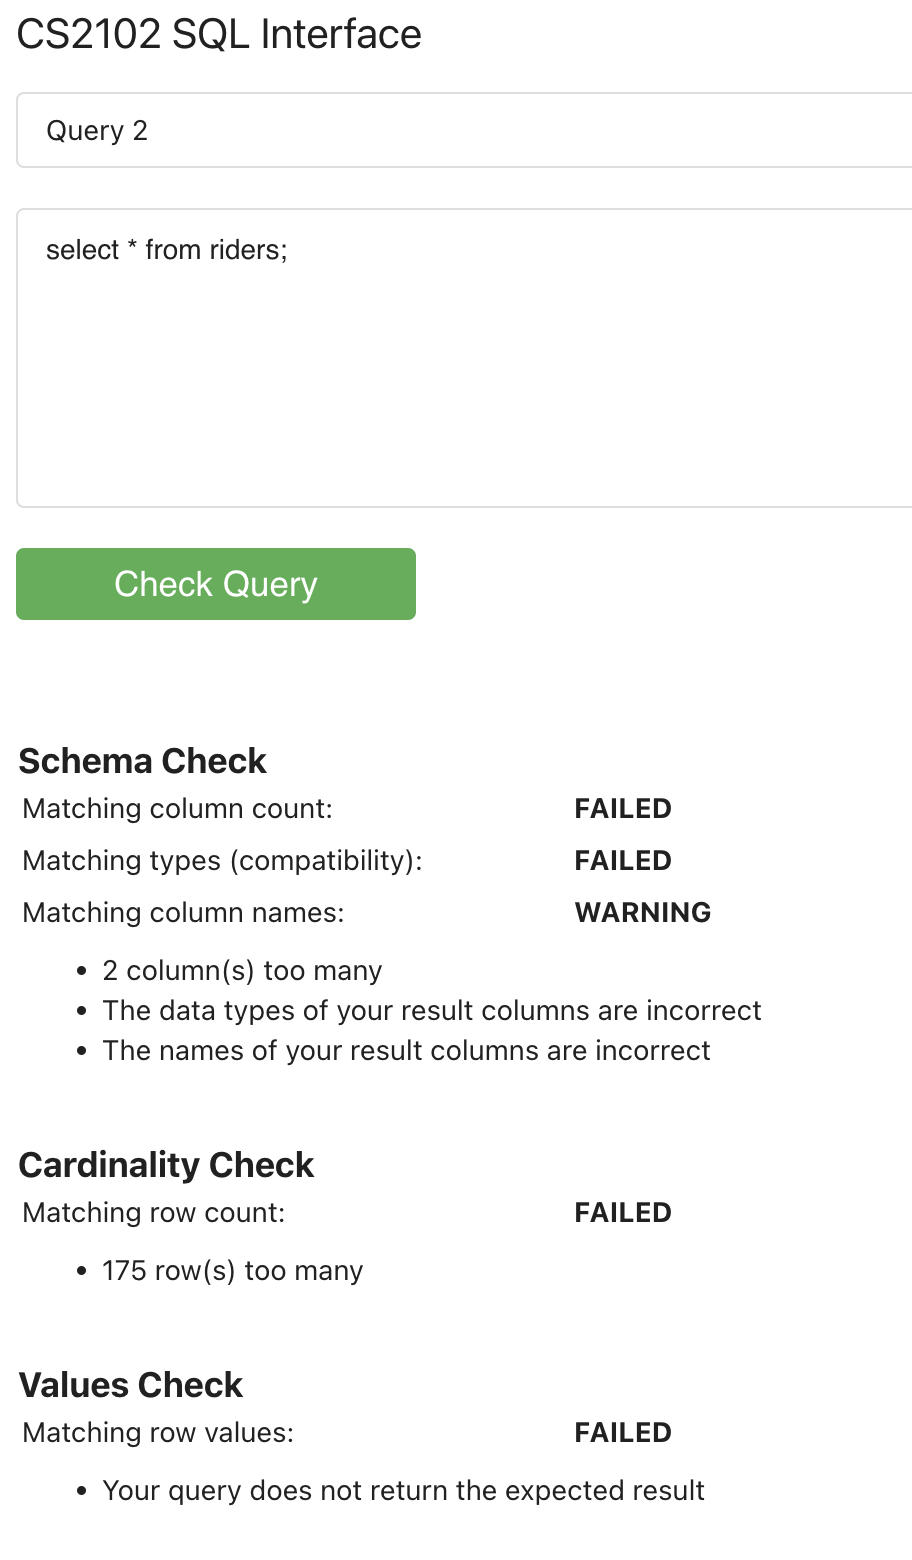 CS2102 SQL Interface
Query 2
select * from riders;
Check Query
Schema Check
Matching column count: FAILED
Matching types (compatibility): FAILED
Matching column names: WARNING
• 2 column(s) too many
• The data types of your result columns are incorrect
• The names of your result columns are incorrect
Cardinality Check
Matching row count: FAILED
• 175 row(s) too many
Values Check
Matching row values: FAILED
• Your query does not return the expected result